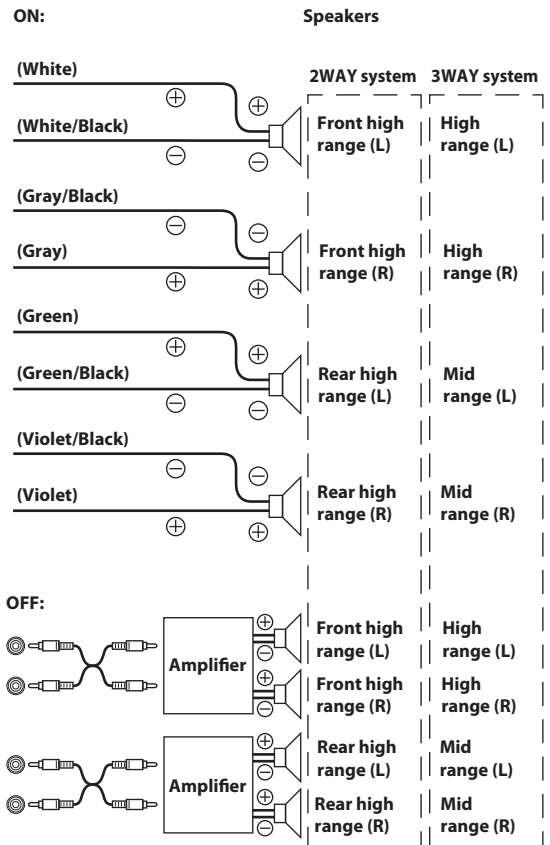 ON:
Speakers
2WAY system
3WAY system
(White)
⊕ ⊕
(White/Black)
⊖ ⊖
Front high
range (L)
High
range (L)
(Gray/Black)
⊖ ⊖
(Gray)
⊕ ⊕
Front high
range (R)
High
range (R)
(Green)
⊕ ⊕
(Green/Black)
⊖ ⊖
Rear high
range (L)
Mid
range (L)
(Violet/Black)
⊖ ⊖
(Violet)
⊕ ⊕
Rear high
range (R)
Mid
range (R)
OFF:
Amplifier
⊕
⊖
Front high
range (L)
High
range (L)
⊕
⊖
Front high
range (R)
High
range (R)
Amplifier
⊕
⊖
Rear high
range (L)
Mid
range (L)
⊕
⊖
Rear high
range (R)
Mid
range (R)